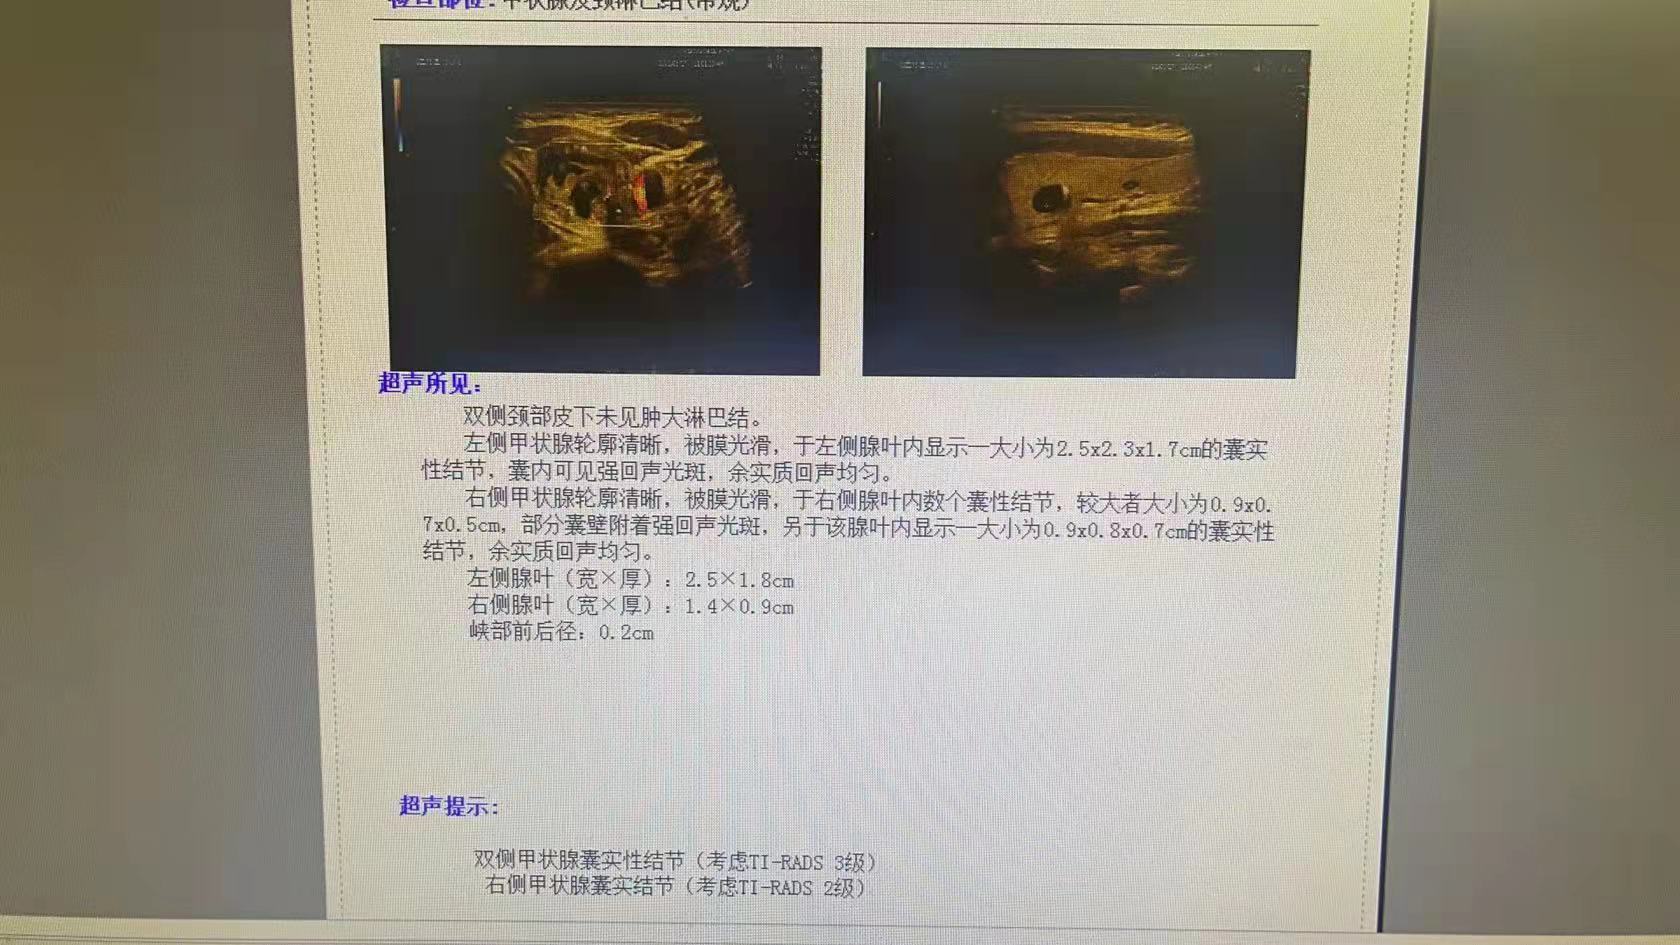 检查部位：甲状腺及颈淋巴结(常规)
超声所见：
双侧颈部皮下未见肿大淋巴结。
左侧甲状腺轮廓清晰，被膜光滑，于左侧腺叶内显示一大小为2.5x2.3x1.7cm的囊实
性结节，囊内可见强回声光斑，余实质回声均匀。
右侧甲状腺轮廓清晰，被膜光滑，于右侧腺叶内数个囊性结节，较大者大小为0.9x0.
7x0.5cm，部分囊壁附着强回声光斑，另于该腺叶内显示一大小为0.9x0.8x0.7cm的囊实性
结节，余实质回声均匀。
左侧腺叶（宽×厚）：2.5×1.8cm
右侧腺叶（宽×厚）：1.4×0.9cm
峡部前后径：0.2cm
超声提示：
双侧甲状腺囊实性结节（考虑TI-RADS 3级）
右侧甲状腺囊实结节（考虑TI-RADS 2级）